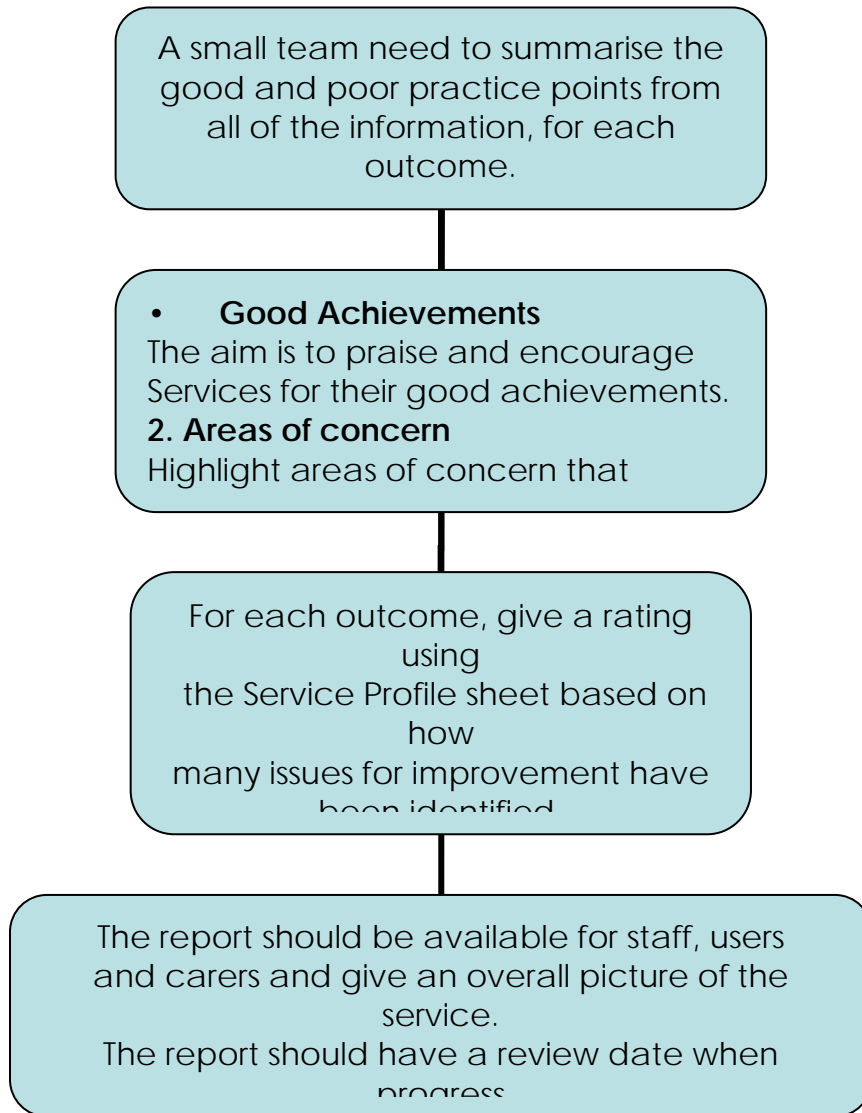 A small team need to summarise the
good and poor practice points from
all of the information, for each
outcome.
• Good Achievements
The aim is to praise and encourage
Services for their good achievements.
2. Areas of concern
Highlight areas of concern that
For each outcome, give a rating
using
the Service Profile sheet based on
how
many issues for improvement have
been identified
The report should be available for staff, users
and carers and give an overall picture of the
service.
The report should have a review date when
progress